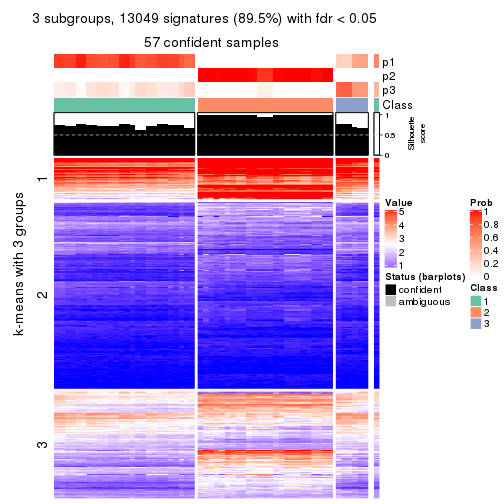 3 subgroups, 13049 signatures (89.5%) with fdr < 0.05
57 confident samples
p1
p2
p3
Class
1
0.5
0
Silhouette
score
k-means with 3 groups
1
2
3
Value
5
4
3
2
1
Status (barplots)
confident
ambiguous
Prob
1
0.8
0.6
0.4
0.2
0
Class
1
2
3